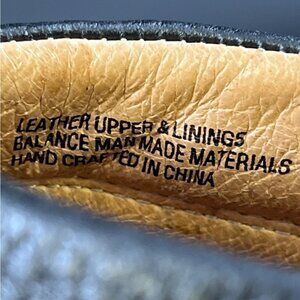 LEATHER UPPER & LININGS
BALANCE MAN MADE MATERIALS
HAND CRAFTED IN CHINA